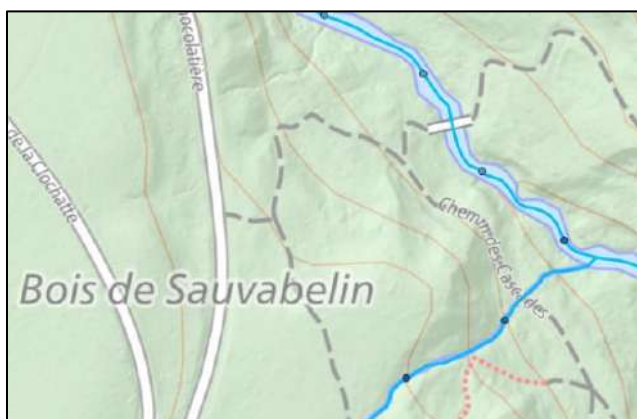 ocolatière
de la Clochatte
Chemin des Cascades
Bois de Sauvabelin